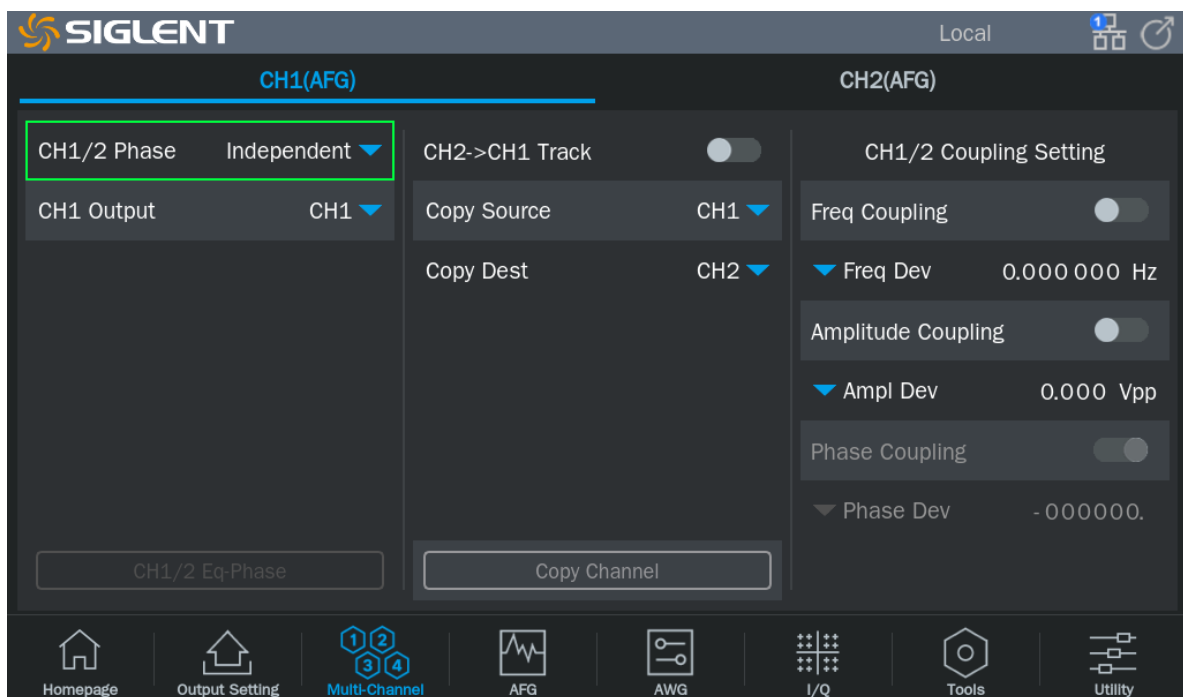 SIGLENT
Local
1
CH1(AFG)
CH2(AFG)
CH1/2 Phase Independent
CH1 Output CH1
CH1/2 Eq-Phase
CH2->CH1 Track
Copy Source CH1
Copy Dest CH2
Copy Channel
CH1/2 Coupling Setting
Freq Coupling
Freq Dev 0.000 000 Hz
Amplitude Coupling
Ampl Dev 0.000 Vpp
Phase Coupling
Phase Dev - 000000.
1 2
3 4
Homepage Output Setting Multi-Channel AFG AWG I/Q Tools Utility